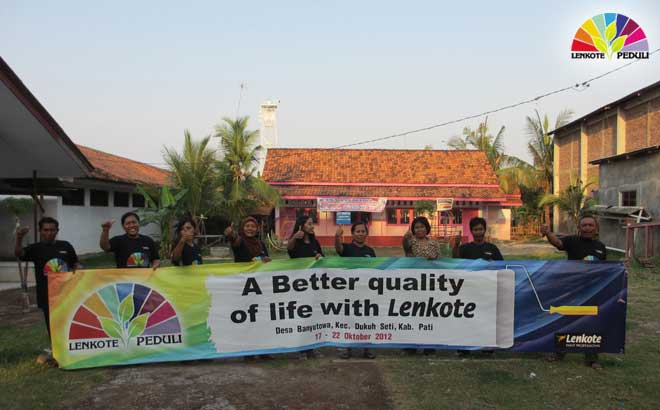 LENKOTE PEDULI
A Better quality
of life with Lenkote
Desa Banyutowo, Kec. Dukuh Seti, Kab. Pati
17 - 22 Oktober 2012
LENKOTE PEDULI
Lenkote